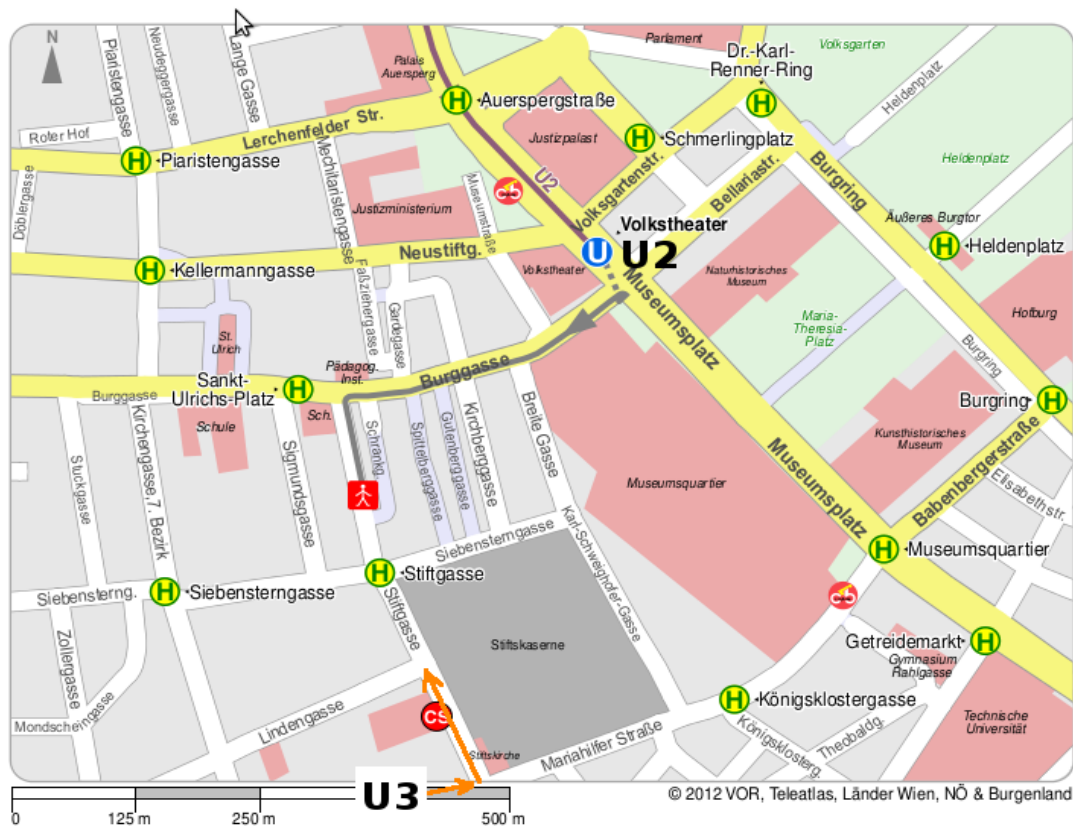 N
Piaristengasse
Neudeggergasse
Lange Gasse
Palais
Auersperg
Parlament
Dr.-Karl-
Renner-Ring
Volksgarten
Heldenplatz
Roter Hof
Lerchenfelder Str.
Auerspergstraße
Justizpalast
Schmerlingplatz
Piaristengasse
Mechitaristengasse
U2
Museumstraße
Volksgartenstr.
Bellariastr.
Burgring
Heldenplatz
Döblergasse
Justizministerium
Volkstheater
U
U2
Äußeres Burgtor
Heldenplatz
Neustiftg.
Kellermanngasse
Volkstheater
Naturhistorisches
Museum
Faßziehergasse
Gardegasse
Museumsplatz
Maria-
Theresia-
Platz
Hofburg
St.
Ulrich
Pädagog.
Inst.
Burggasse
Burgring
Sankt-
Ulrichs-Platz
Burggasse
Sch.
Schule
Burgring
Kirchengasse,7. Bezirk
Sigmundsgasse
Schrankg.
Spittelberggasse
Gutenberggasse
Kirchberggasse
Breite Gasse
Kunsthistorisches
Museum
Babenbergerstraße
Stuckgasse
Museumsquartier
Museumsplatz
Elisabethstr.
Siebensterngasse
Karl-Schweighofer-Gasse
Museumsquartier
Stiftgasse
Siebensterng.
Siebensterngasse
Stiftgasse
Zollergasse
Stiftskaserne
Getreidemarkt
Gymnasium
Rahlgasse
Mondscheingasse
Lindengasse
CS
Stiftskirche
Mariahilfer Straße
Königsklostergasse
Königsklosterg.
Theobaldg.
Technische
Universität
U3
© 2012 VOR, Teleatlas, Länder Wien, NÖ & Burgenland
0 125 m 250 m 500 m
H
H
H
H
H
H
H
H
H
H
H
H
H